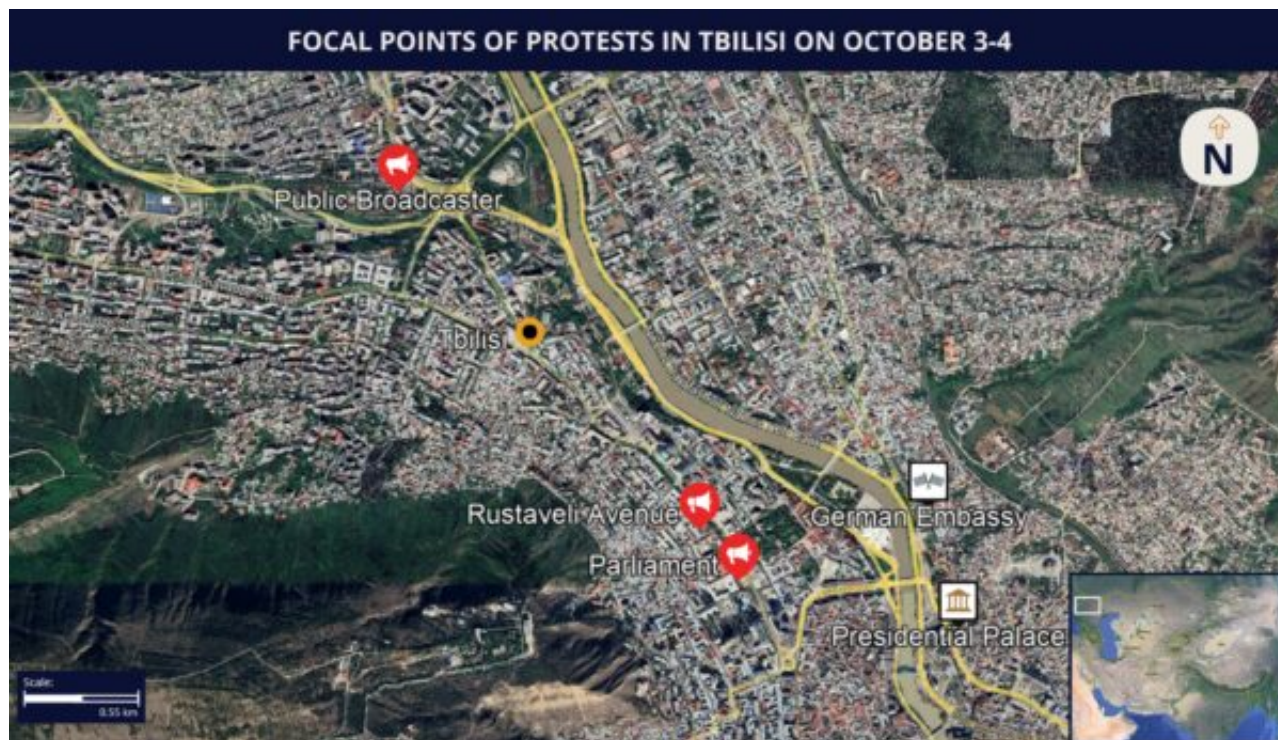 FOCAL POINTS OF PROTESTS IN TBILISI ON OCTOBER 3-4
N
Public Broadcaster
Tbilisi
Rustaveli Avenue
German Embassy
Parliament
Presidential Palace
Scale:
0.55 km